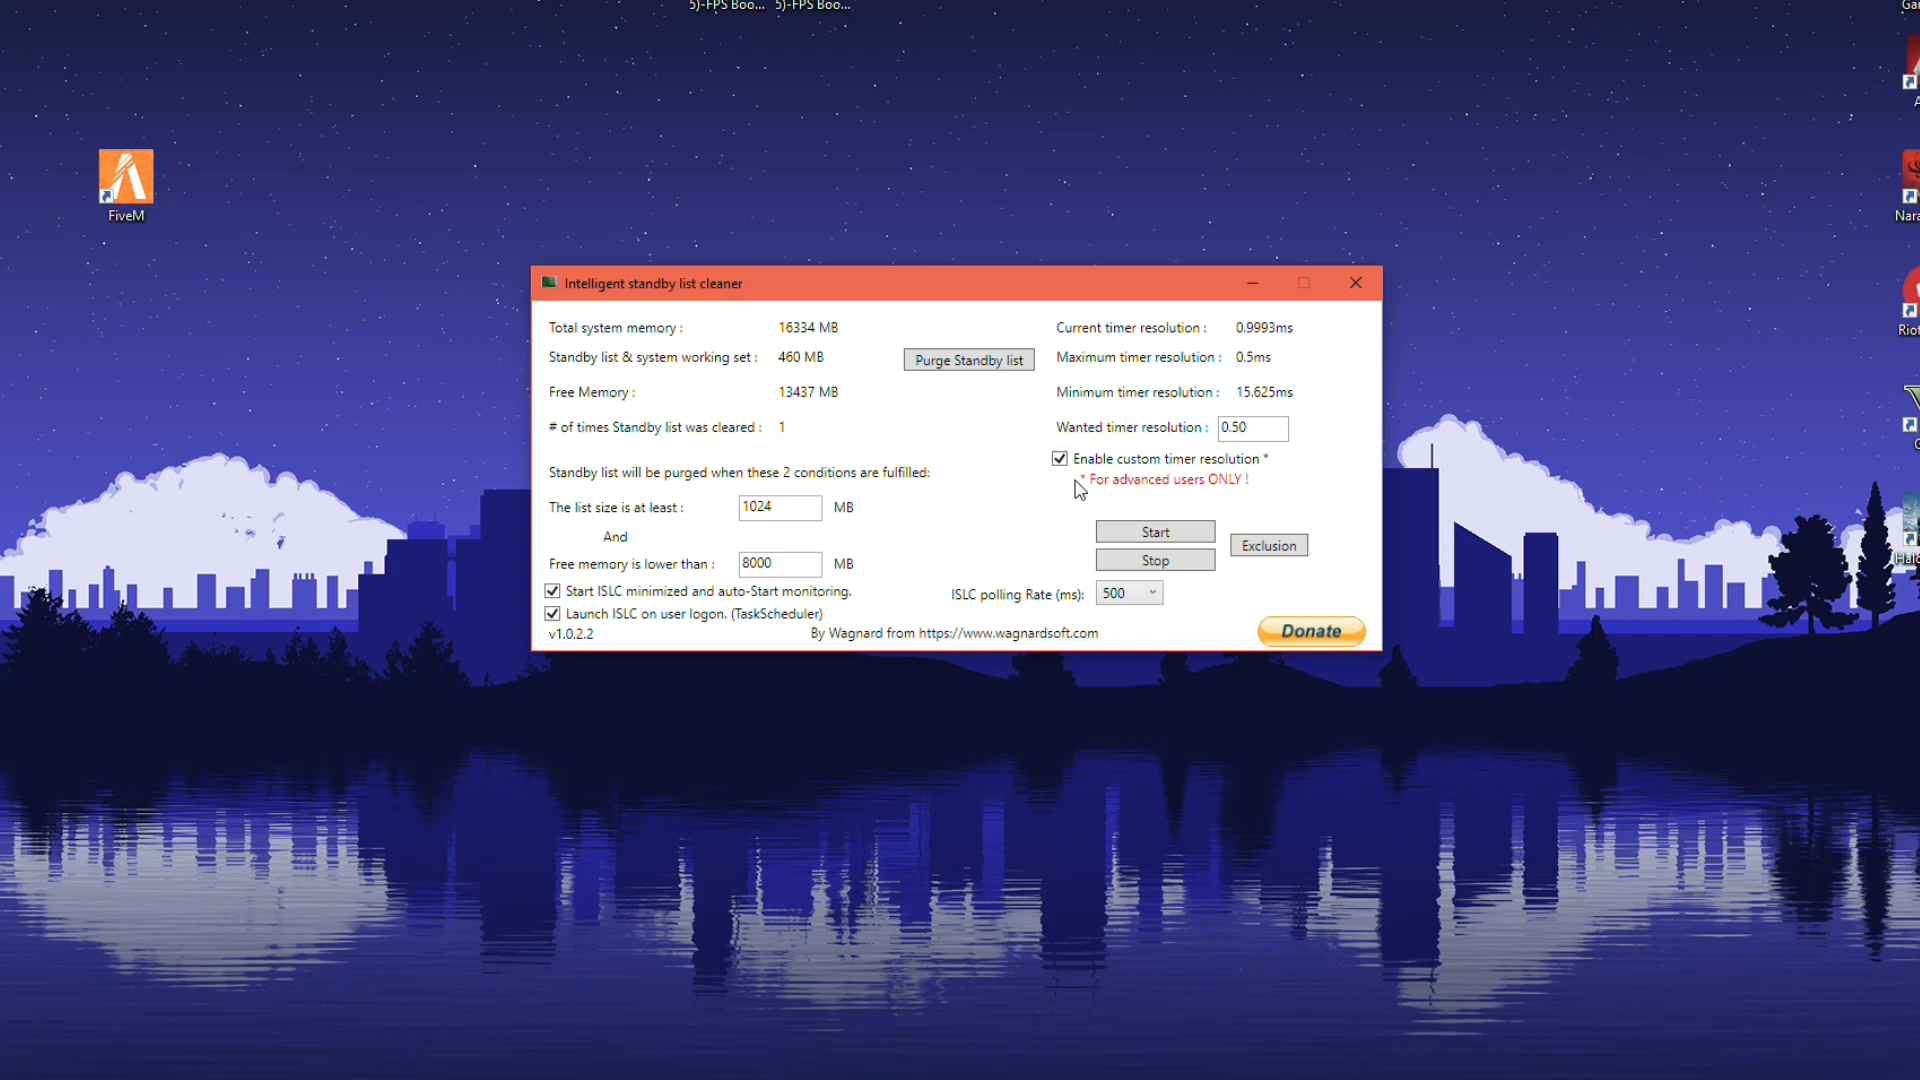 5)-FPS Boo... 5)-FPS Boo...
FiveM
Intelligent standby list cleaner
Total system memory : 16334 MB
Standby list & system working set : 460 MB
Purge Standby list
Free Memory : 13437 MB
# of times Standby list was cleared : 1
Standby list will be purged when these 2 conditions are fulfilled:
The list size is at least : 1024 MB
And
Free memory is lower than : 8000 MB
Start ISLC minimized and auto-Start monitoring.
Launch ISLC on user logon. (TaskScheduler)
v1.0.2.2
By Wagnard from https://www.wagnardsoft.com
Current timer resolution : 0.9993ms
Maximum timer resolution : 0.5ms
Minimum timer resolution : 15.625ms
Wanted timer resolution : 0.50
Enable custom timer resolution *
* For advanced users ONLY !
Start
Stop
Exclusion
ISLC polling Rate (ms): 500
Donate
Ga
Nara
Riot